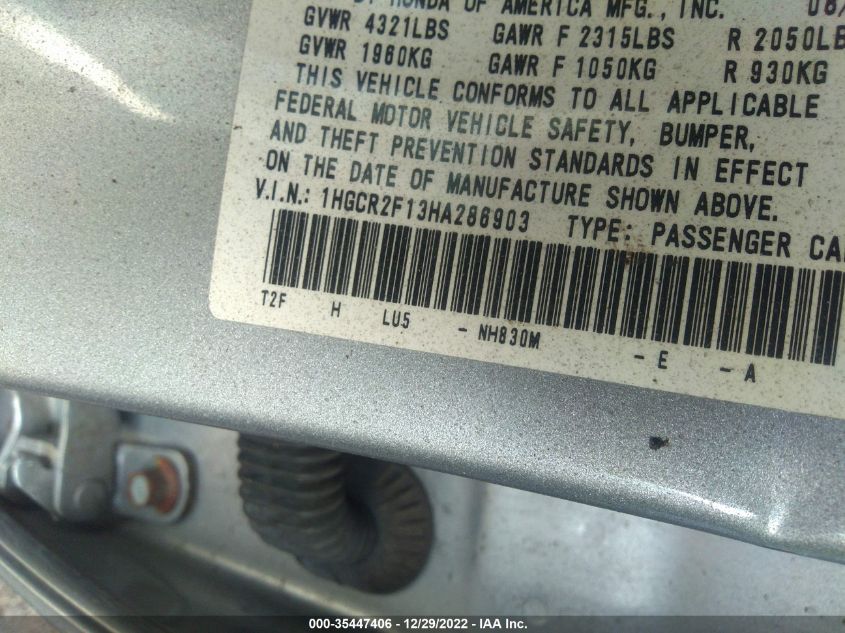 BY HONDA OF AMERICA MFG., INC. 08/
GVWR 4321LBS GAWR F 2315LBS R 2050LB
GVWR 1960KG GAWR F 1050KG R 930KG
THIS VEHICLE CONFORMS TO ALL APPLICABLE
FEDERAL MOTOR VEHICLE SAFETY, BUMPER,
AND THEFT PREVENTION STANDARDS IN EFFECT
ON THE DATE OF MANUFACTURE SHOWN ABOVE.
V.I.N.: 1HGCR2F13HA286903 TYPE: PASSENGER CA
T2F H LU5 - NH830M - E - A
000-35447406 - 12/29/2022 - IAA Inc.